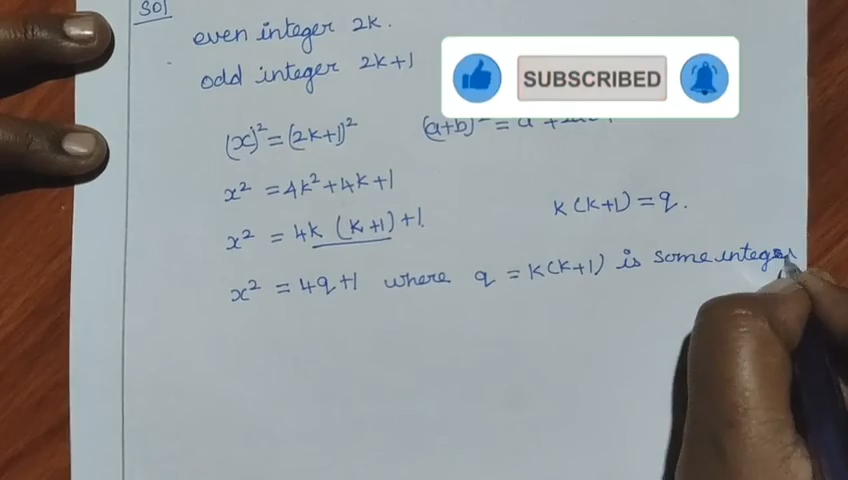 Sol
even integer 2k.
odd integer 2k+1
SUBSCRIBED
(x)² = (2k+1)² (a+b)² = a² +
x² = 4k² + 4k + 1
x² = 4k (k+1) + 1. k(k+1) = q.
x² = 4q+1 where q = k(k+1) is some integer